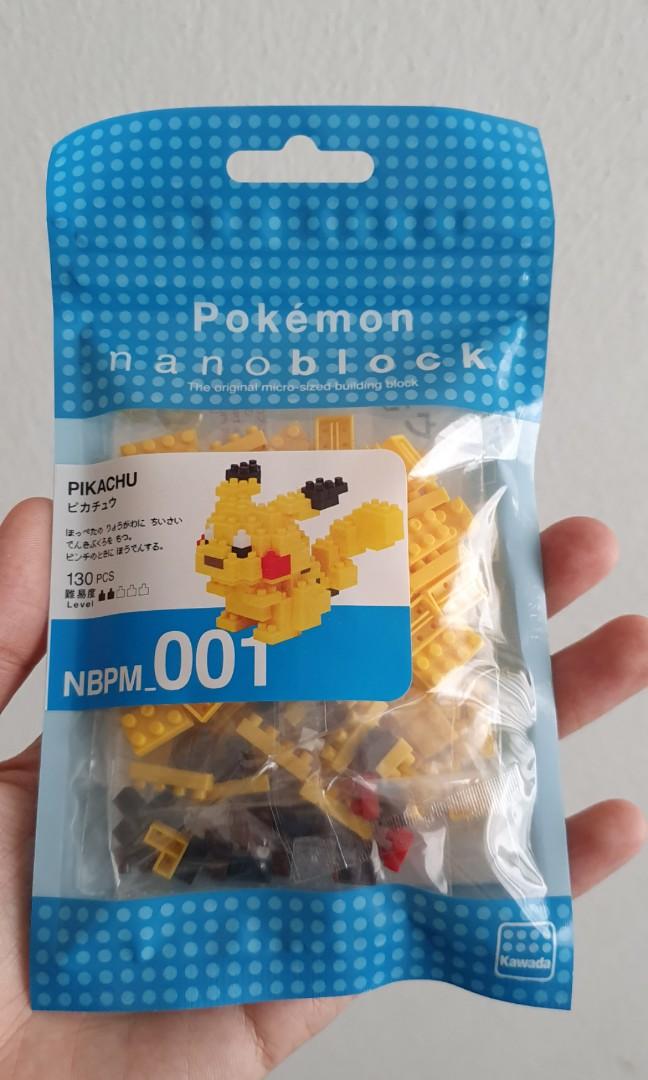 Pokémon
nanoblock
The original micro-sized building block
PIKACHU
ピカチュウ
ほっぺたの りょうがわに ちいさい
でんきぶくろを もつ。
ピンチのときに ほうでんする。
130 PCS
難易度
Level
NBPM_001
Kawada